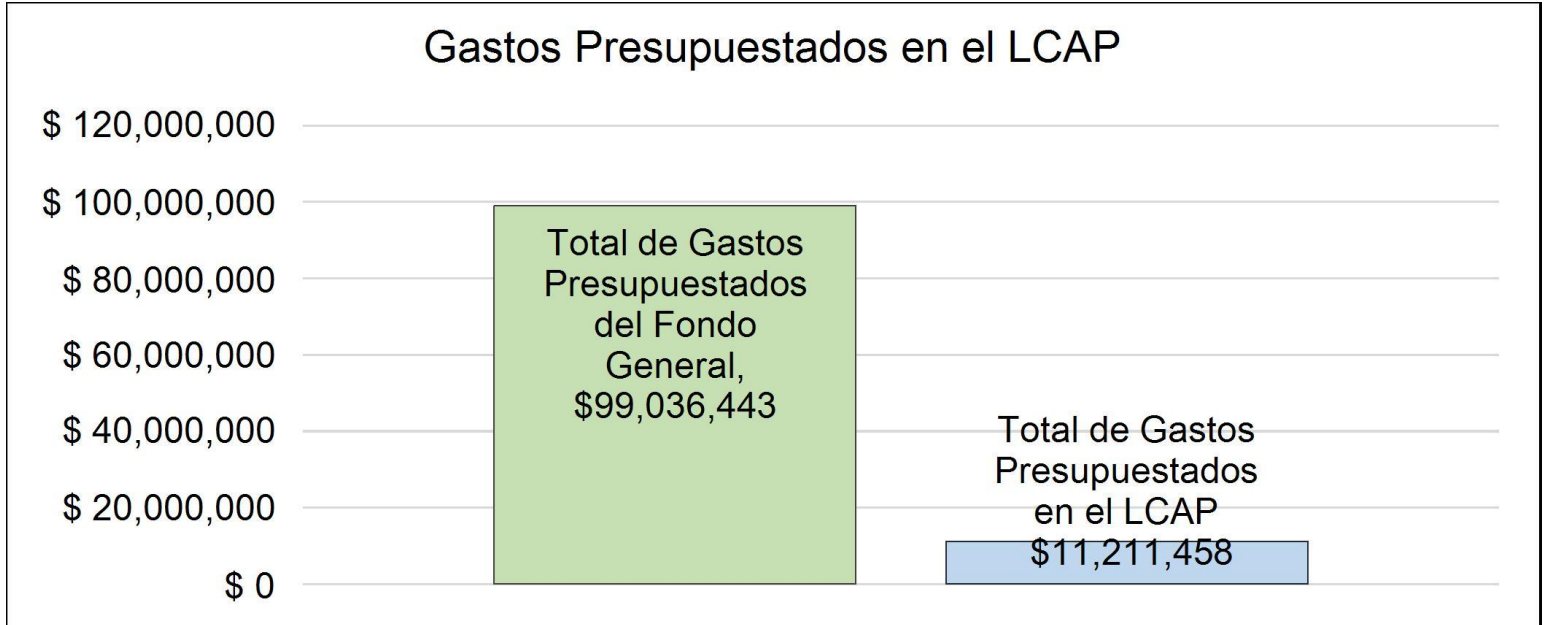 Gastos Presupuestados en el LCAP
$ 120,000,000
$ 100,000,000
$ 80,000,000
$ 60,000,000
$ 40,000,000
$ 20,000,000
$ 0
Total de Gastos
Presupuestados
del Fondo
General,
$99,036,443
Total de Gastos
Presupuestados
en el LCAP
$11,211,458